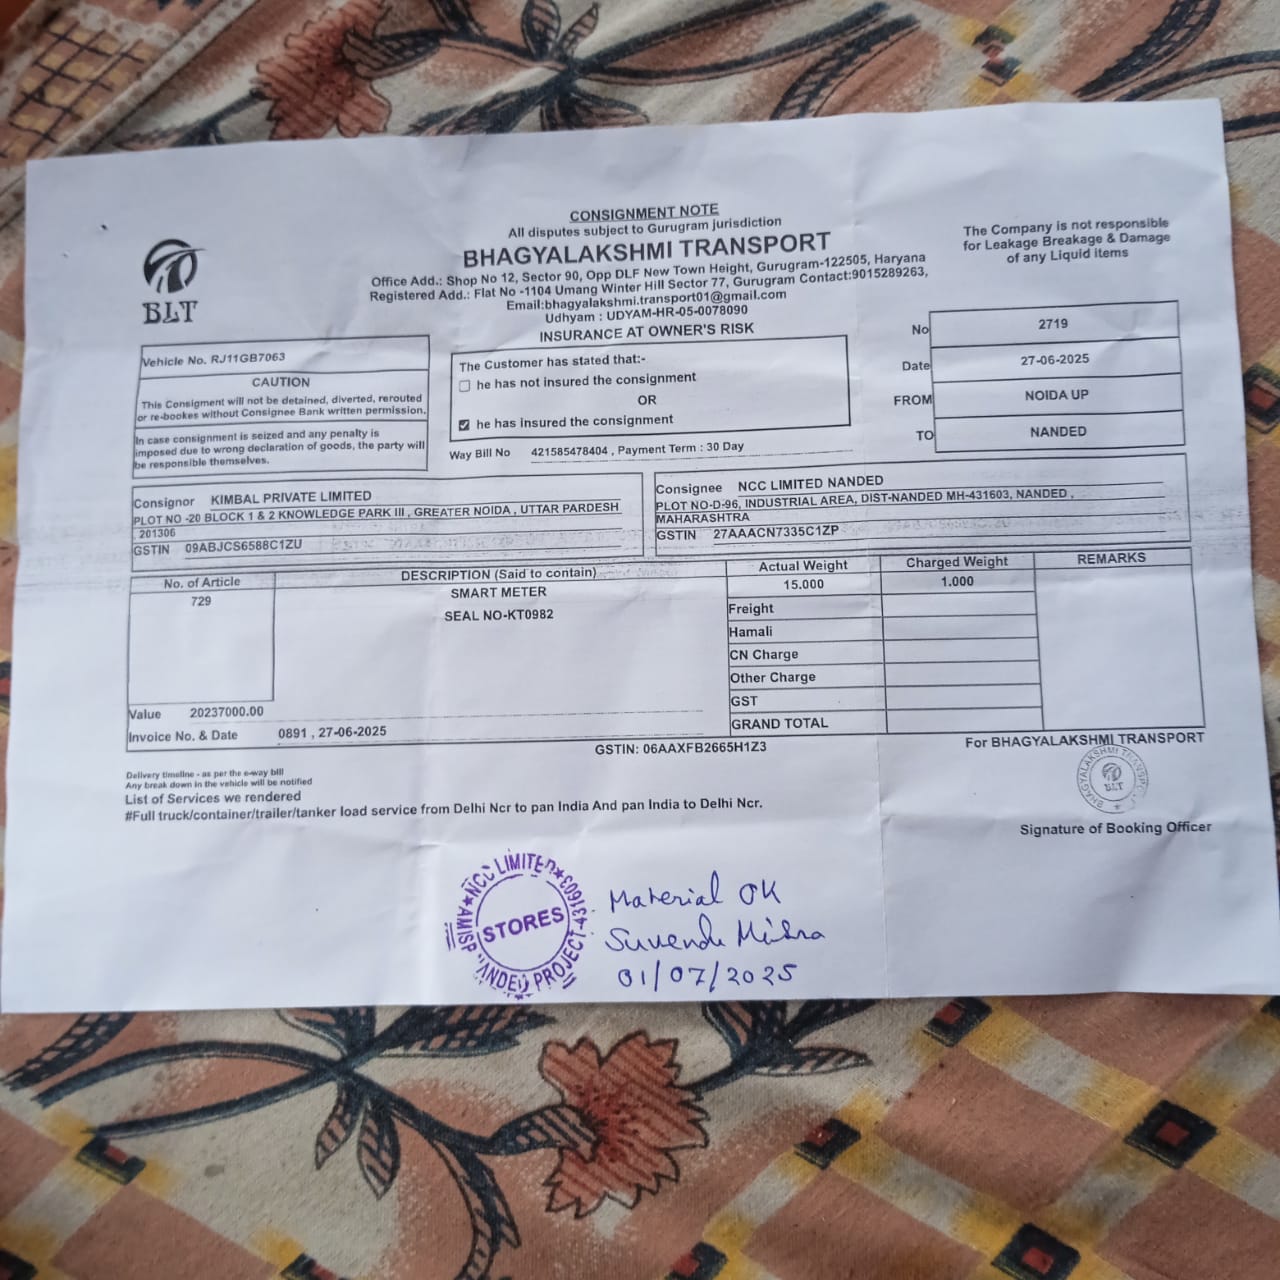 CONSIGNMENT NOTE
All disputes subject to Gurugram jurisdiction
BHAGYALAKSHMI TRANSPORT
Office Add.: Shop No 12, Sector 90, Opp DLF New Town Height, Gurugram-122505, Haryana
Registered Add.: Flat No -1104 Umang Winter Hill Sector 77, Gurugram Contact:9015289263,
Email:bhagyalakshmi.transport01@gmail.com
Udhyam : UDYAM-HR-05-0078090
INSURANCE AT OWNER'S RISK
BLT
The Company is not responsible
for Leakage Breakage & Damage
of any Liquid items
Vehicle No. RJ11GB7063
CAUTION
This Consigment will not be detained, diverted, rerouted
or re-bookes without Consignee Bank written permission.
In case consignment is seized and any penalty is
imposed due to wrong declaration of goods, the party will
be responsible themselves.
The Customer has stated that:-
he has not insured the consignment
OR
he has insured the consignment
Way Bill No 421585478404 , Payment Term : 30 Day
No 2719
Date 27-06-2025
FROM NOIDA UP
TO NANDED
Consignor KIMBAL PRIVATE LIMITED
PLOT NO -20 BLOCK 1 & 2 KNOWLEDGE PARK III , GREATER NOIDA , UTTAR PARDESH
, 201306
GSTIN 09ABJCS6588C1ZU
Consignee NCC LIMITED NANDED
PLOT NO-D-96, INDUSTRIAL AREA, DIST-NANDED MH-431603, NANDED ,
MAHARASHTRA
GSTIN 27AAACN7335C1ZP
No. of Article DESCRIPTION (Said to contain) Actual Weight Charged Weight REMARKS
729 SMART METER 15.000 1.000
SEAL NO-KT0982
Freight
Hamali
CN Charge
Other Charge
GST
GRAND TOTAL
Value 20237000.00
Invoice No. & Date 0891 , 27-06-2025
GSTIN: 06AAXFB2665H1Z3
For BHAGYALAKSHMI TRANSPORT
BHAGYALAKSHMI TRANSPORT
BLT
Signature of Booking Officer
Delivery timeline - as per the e-way bill
Any break down in the vehicle will be notified
List of Services we rendered
#Full truck/container/trailer/tanker load service from Delhi Ncr to pan India And pan India to Delhi Ncr.
NCC LIMITED
STORES
AMISP PROJECT 431603
Material OK
Suvendu Mishra
01/07/2025